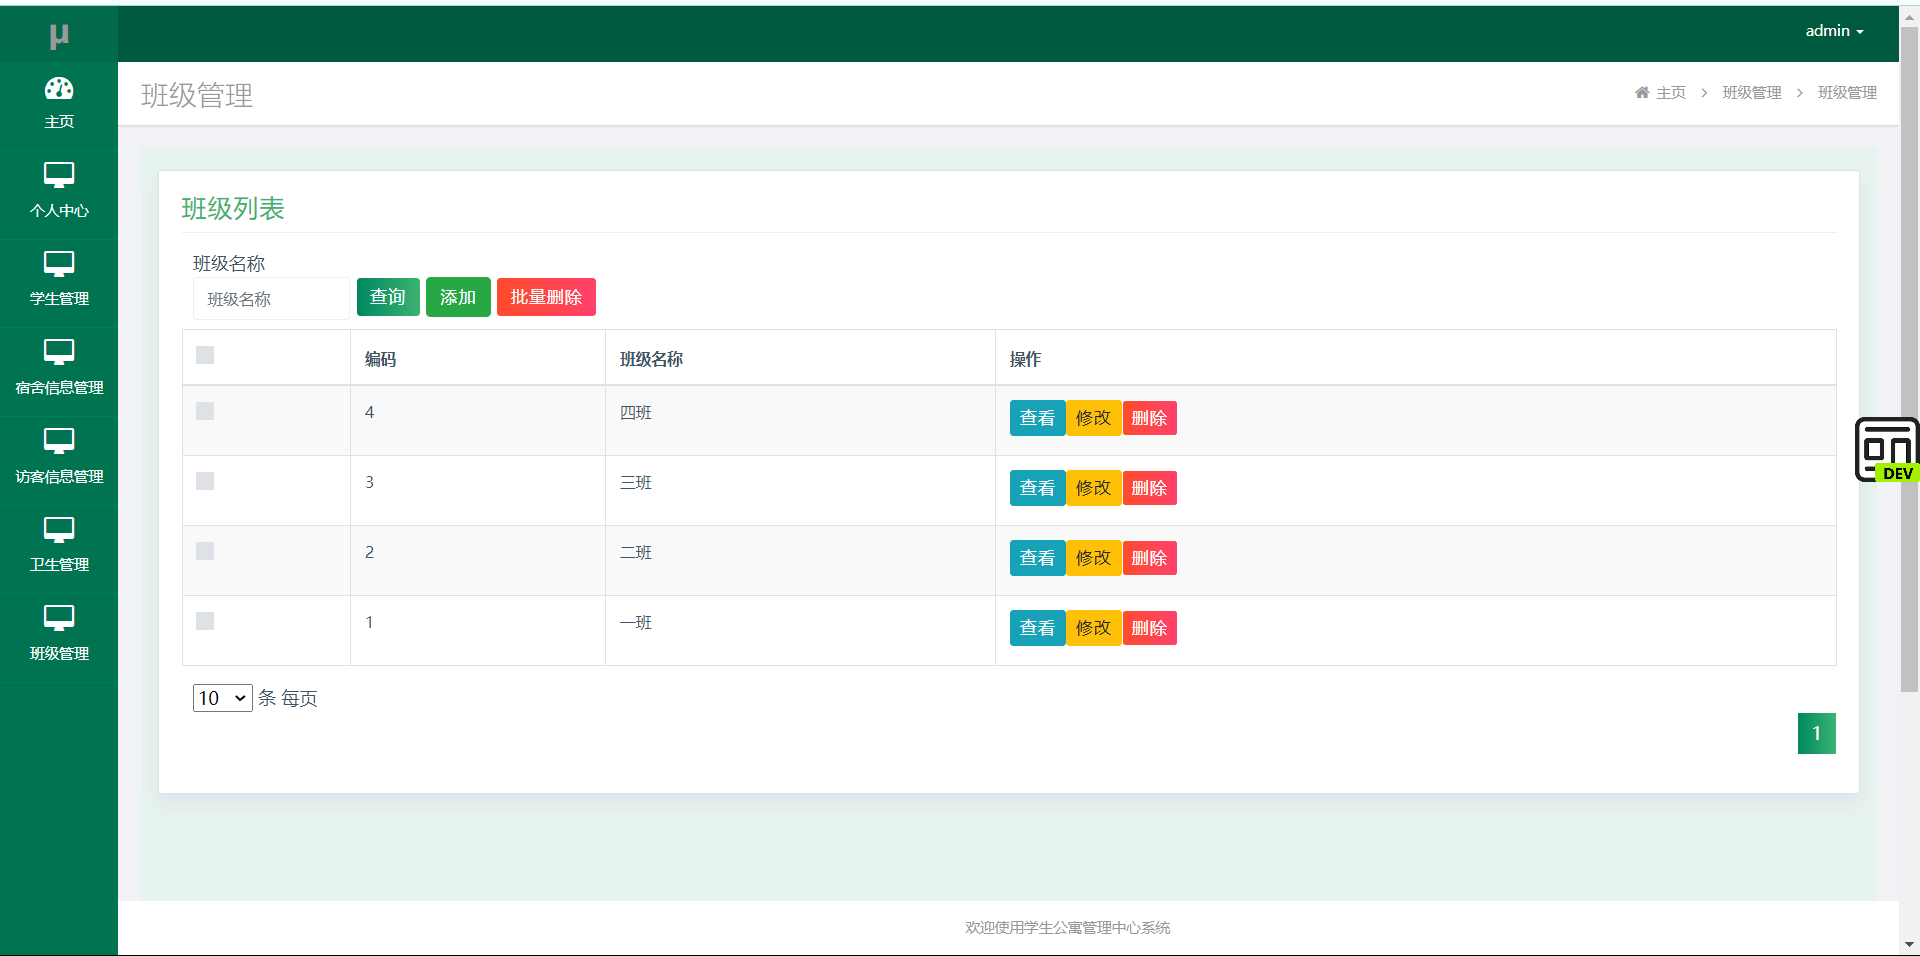 µ
admin
主页
个人中心
学生管理
宿舍信息管理
访客信息管理
卫生管理
班级管理
班级管理
主页 > 班级管理 > 班级管理
班级列表
班级名称
班级名称 查询 添加 批量删除
编码 班级名称 操作
4 四班 查看 修改 删除
3 三班 查看 修改 删除
2 二班 查看 修改 删除
1 一班 查看 修改 删除
10 条 每页
1
DEV
欢迎使用学生公寓管理中心系统